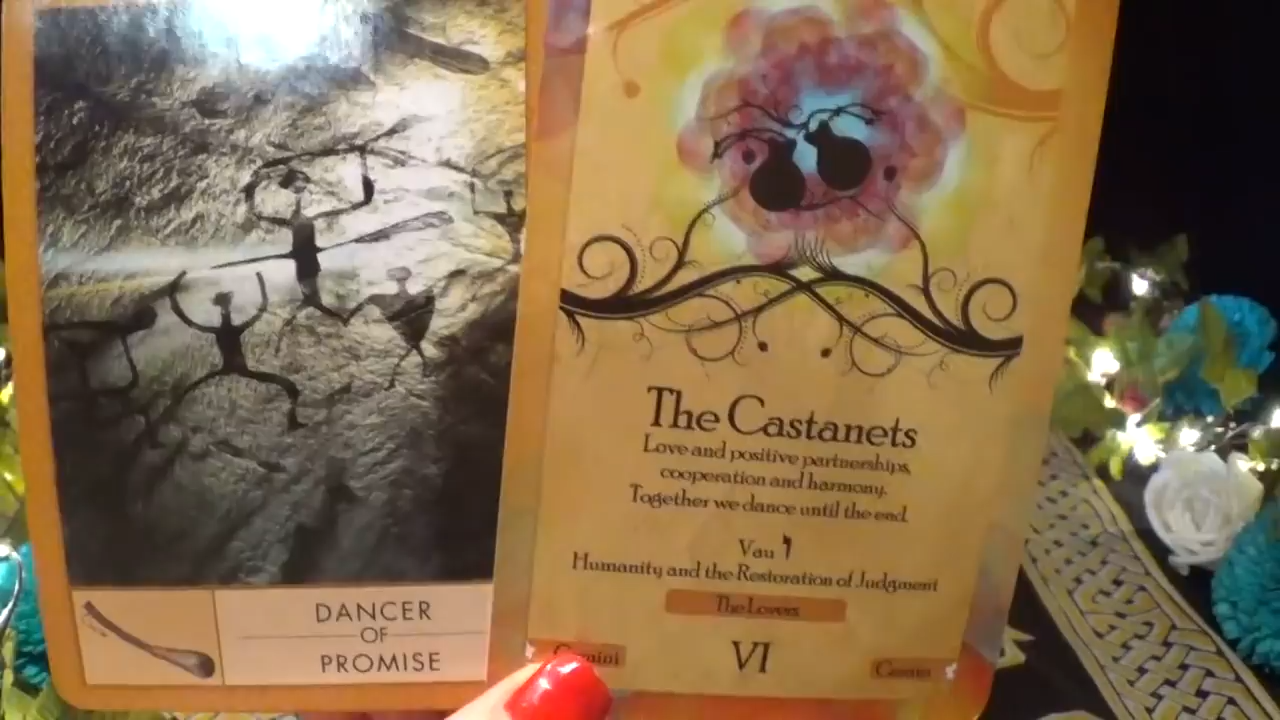 DANCER
OF
PROMISE
The Castanets
Love and positive partnerships,
cooperation and harmony.
Together we dance until the end.
Vau ו
Humanity and the Restoration of Judgment
The Lovers
Gemini
VI